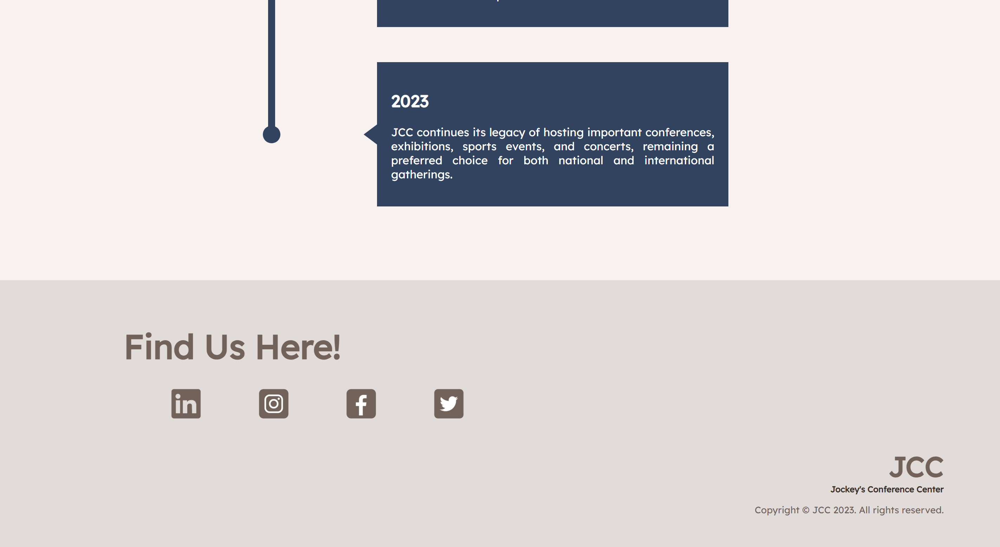 2023
JCC continues its legacy of hosting important conferences,
exhibitions, sports events, and concerts, remaining a
preferred choice for both national and international
gatherings.
Find Us Here!
in
JCC
Jockey's Conference Center
Copyright © JCC 2023. All rights reserved.